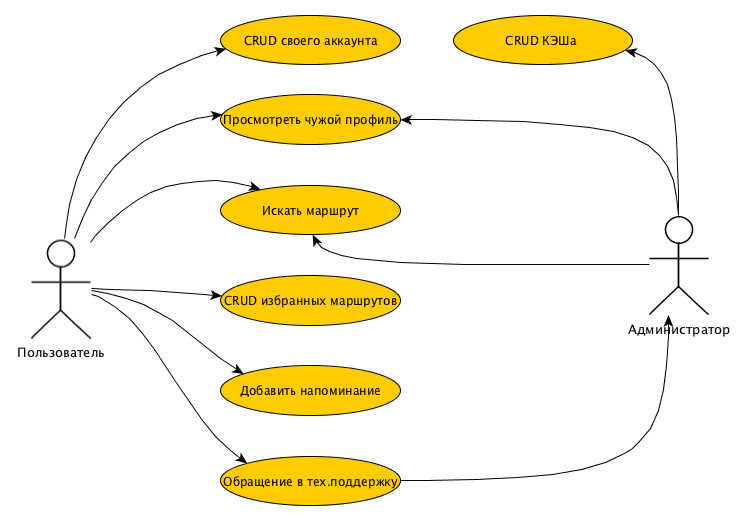 CRUD своего аккаунта
CRUD КЭШа
Просмотреть чужой профиль
Искать маршрут
CRUD избранных маршрутов
Администратор
Пользователь
Добавить напоминание
Обращение в тех.поддержку